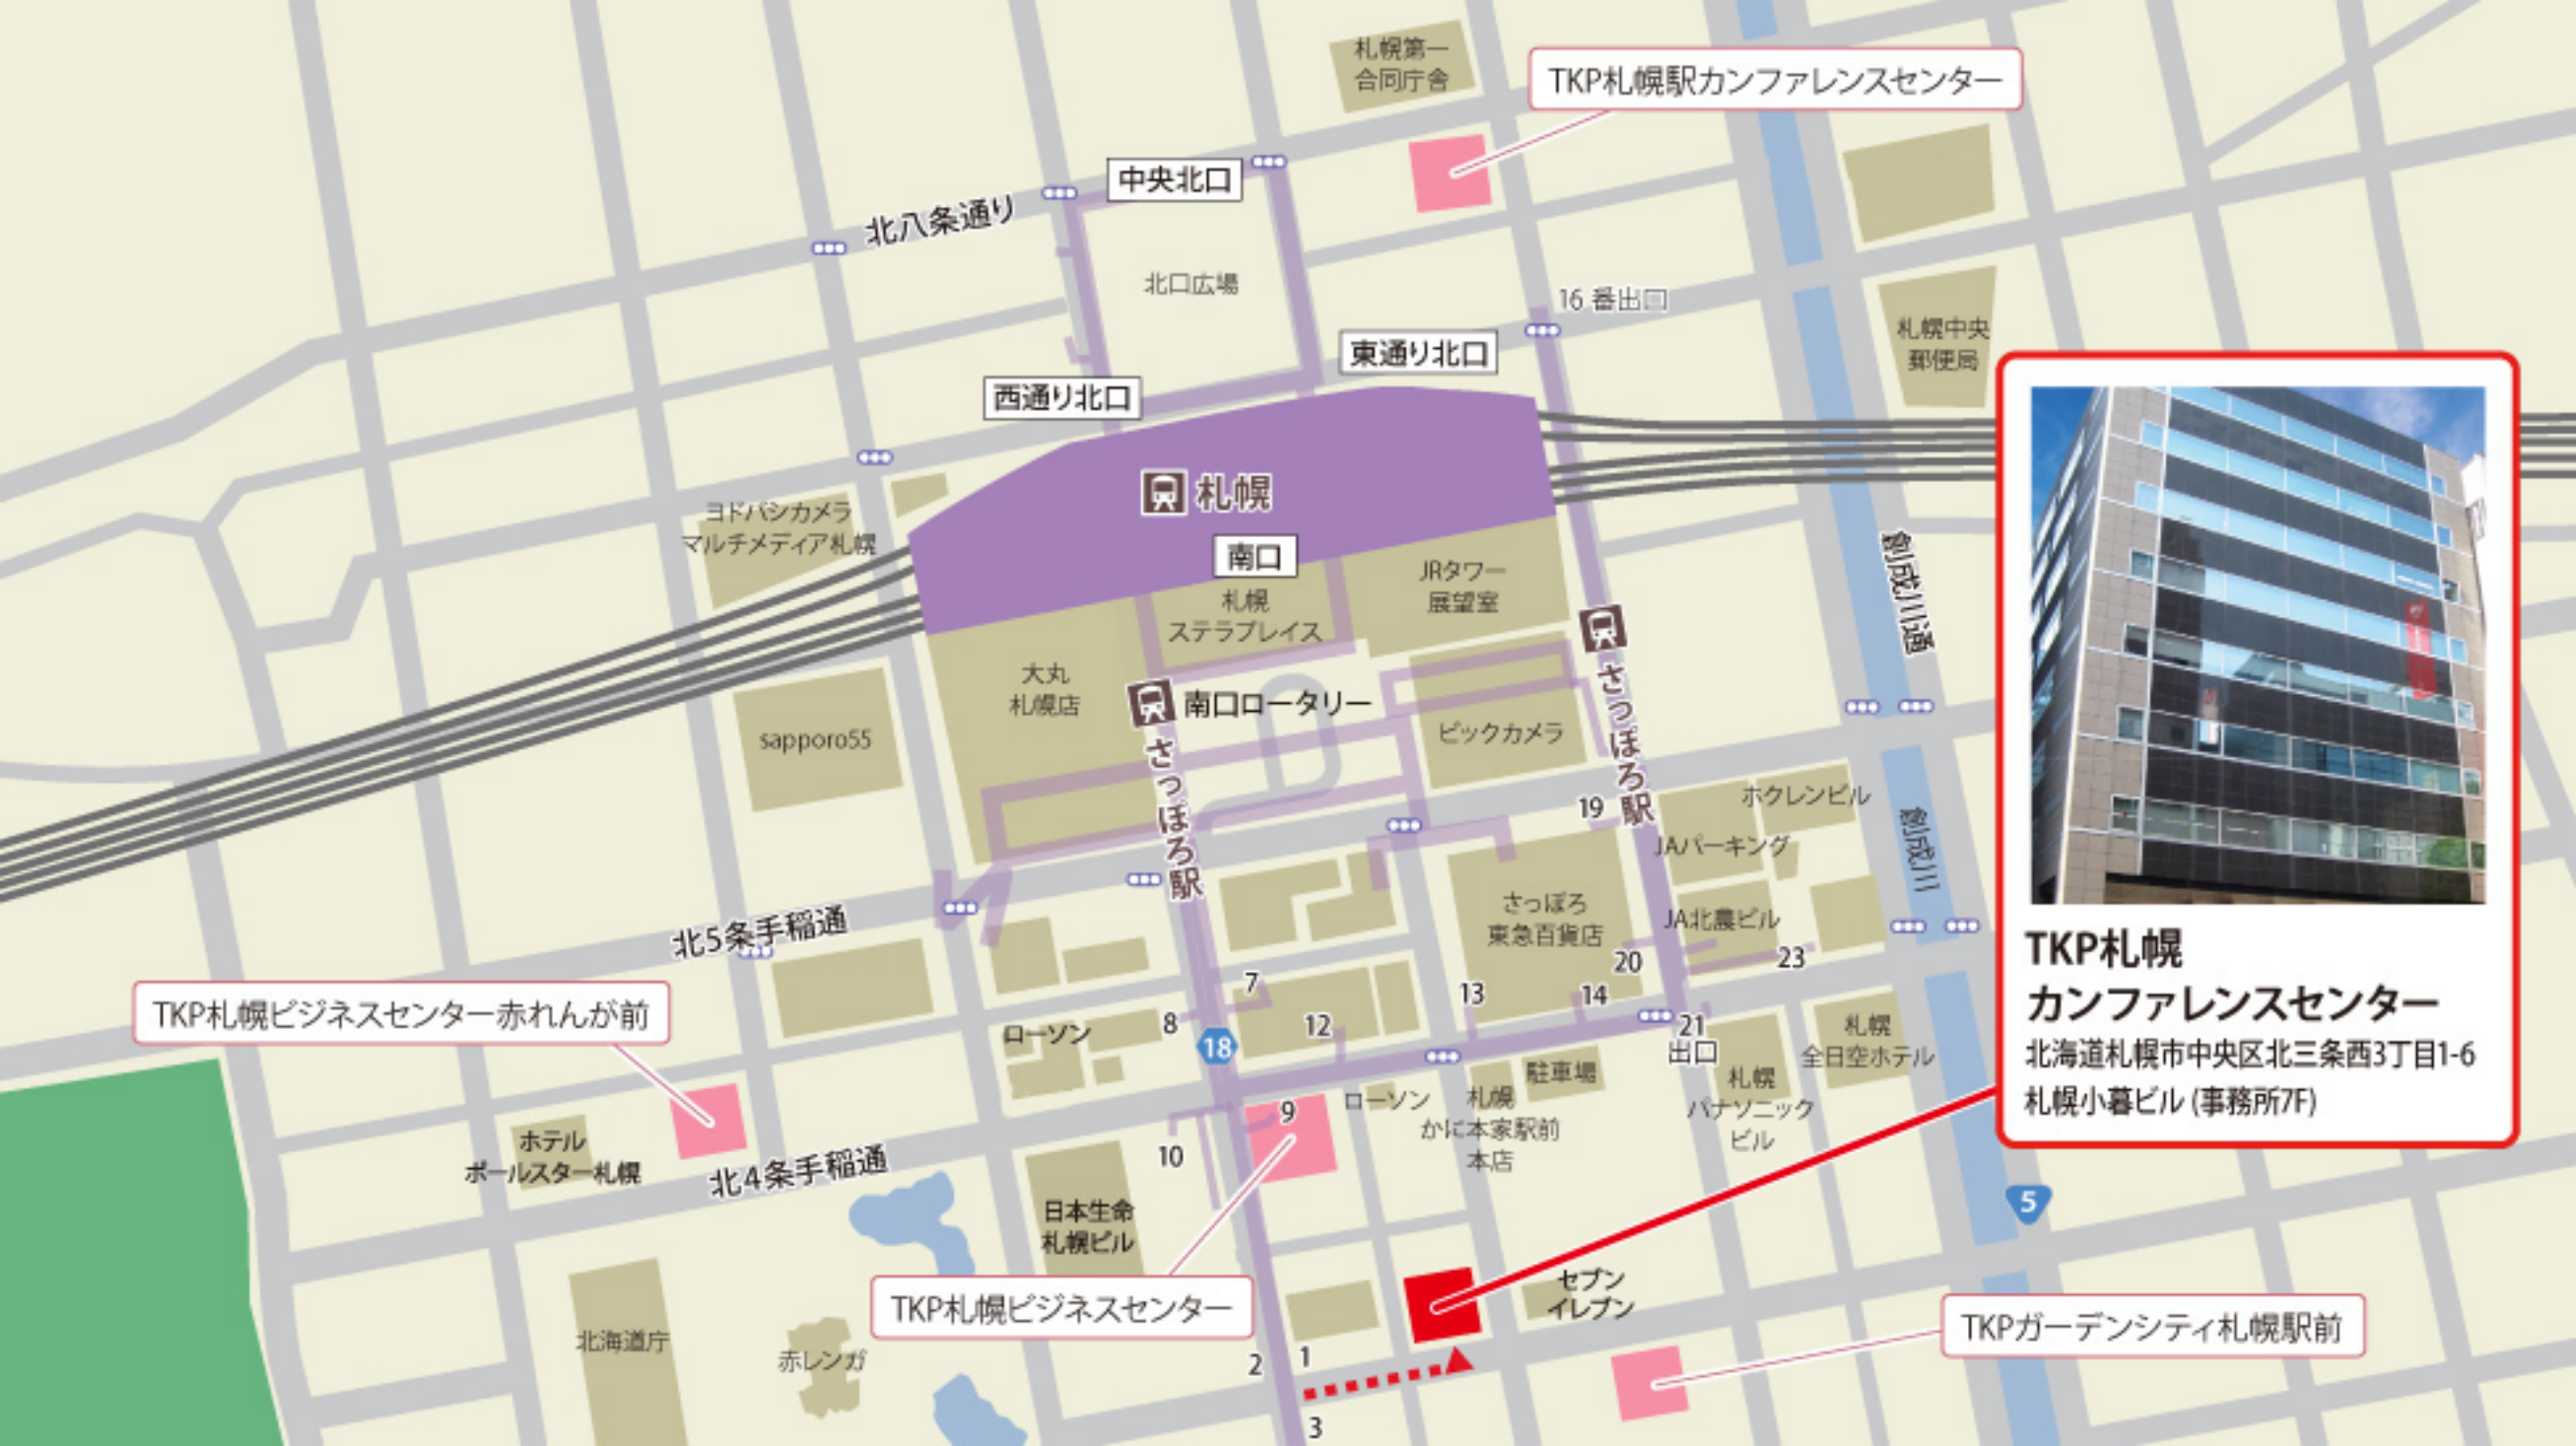 札幌第一
合同庁舎
TKP札幌駅カンファレンスセンター
中央北口
北八条通り
北口広場
16 番出口
東通り北口
西通り北口
札幌中央
郵便局
札幌
南口
ヨドバシカメラ
マルチメディア札幌
JRタワー
展望室
札幌
ステラプレイス
創成川通
大丸
札幌店
南口ロータリー
さっぽろ駅
さっぽろ駅
ビックカメラ
sapporo55
ホクレンビル
19
JAパーキング
創成川
さっぽろ
東急百貨店
JA北農ビル
北5条手稲通
20
23
7
13
14
TKP札幌
カンファレンスセンター
北海道札幌市中央区北三条西3丁目1-6
札幌小暮ビル (事務所7F)
TKP札幌ビジネスセンター赤れんが前
ローソン
8
18
12
21
出口
札幌
全日空ホテル
駐車場
札幌
パナソニック
ビル
9
ローソン
札幌
かに本家駅前
本店
ホテル
ポールスター札幌
10
北4条手稲通
日本生命
札幌ビル
5
TKP札幌ビジネスセンター
セブン
イレブン
TKPガーデンシティ札幌駅前
北海道庁
赤レンガ
2
1
3